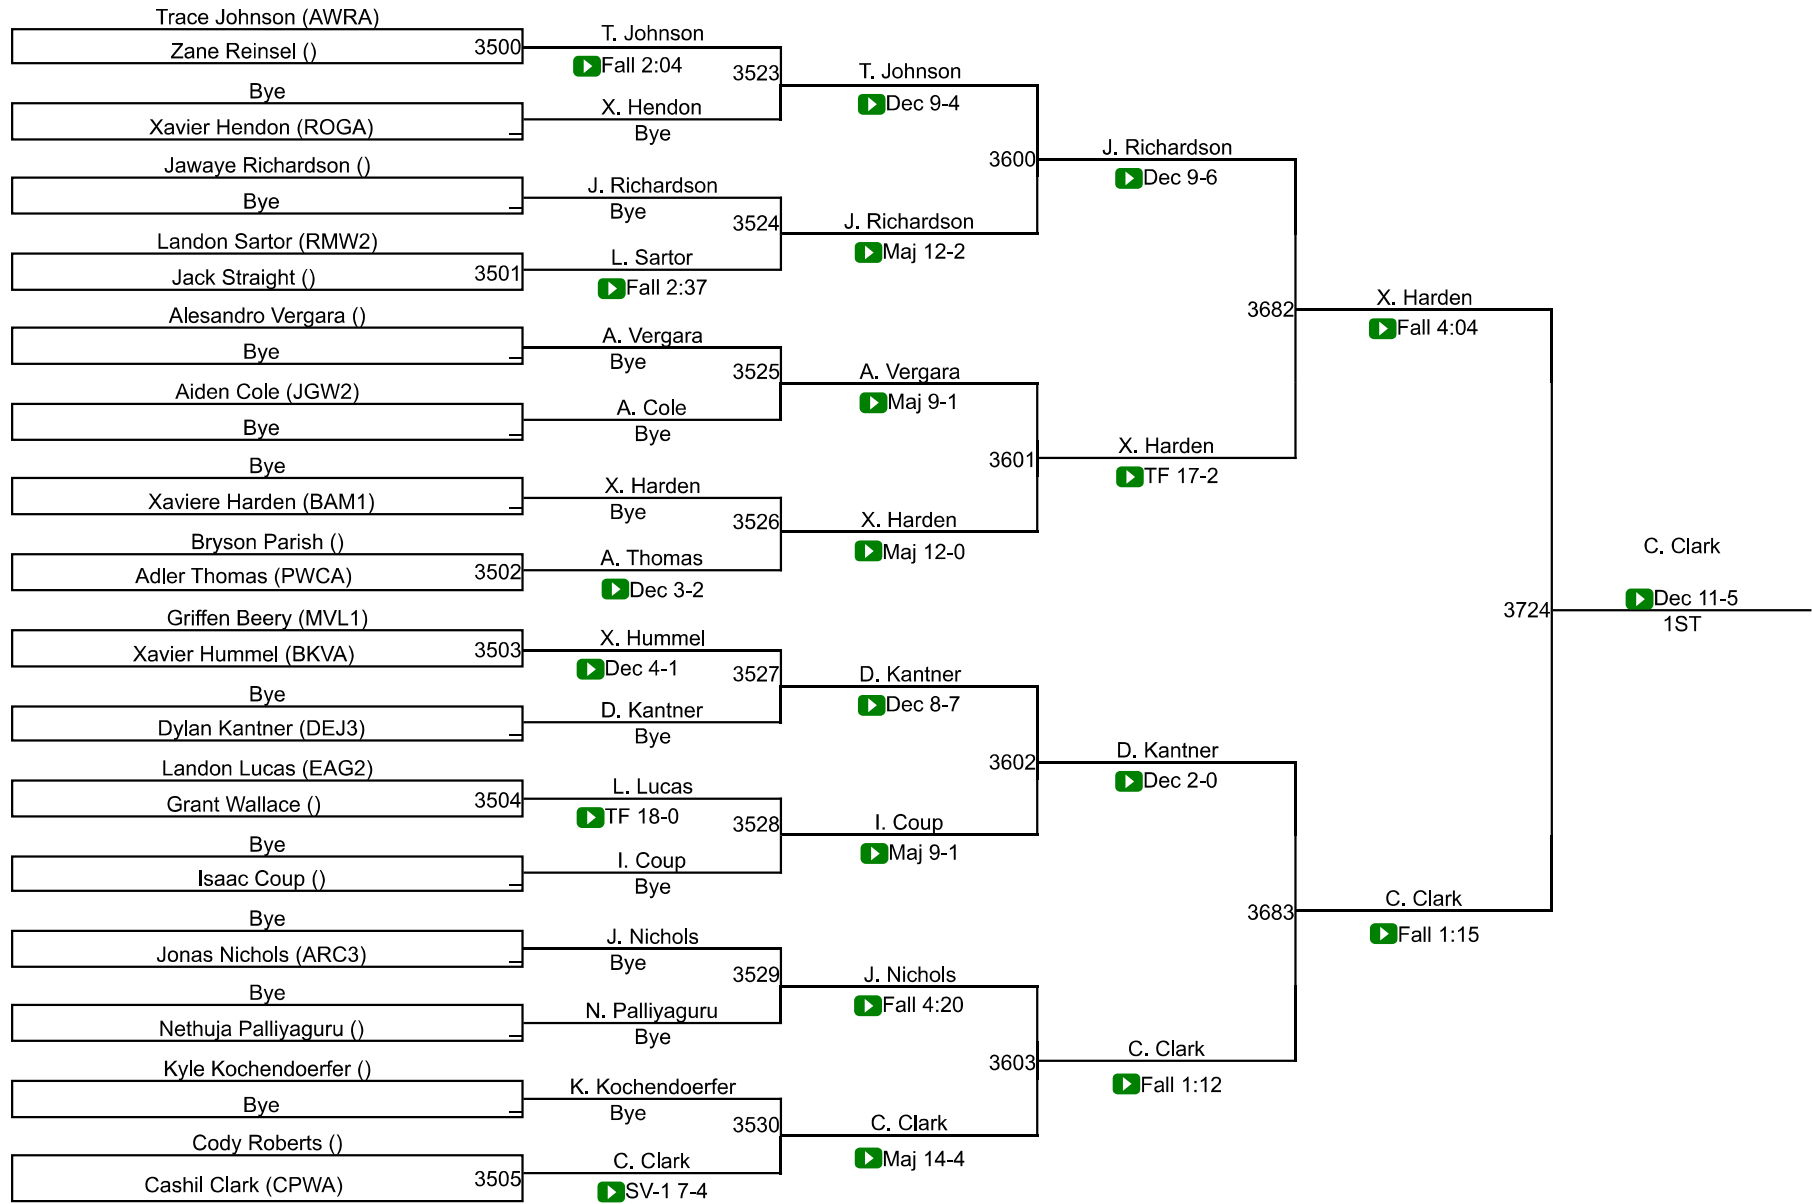 Trace Johnson (AWRA)
Zane Reinsel ()
3500
Bye
Xavier Hendon (ROGA)
Jawaye Richardson ()
Bye
Landon Sartor (RMW2)
Jack Straight ()
3501
Alesandro Vergara ()
Bye
Aiden Cole (JGW2)
Bye
Bye
Xaviere Harden (BAM1)
Bryson Parish ()
Adler Thomas (PWCA)
3502
Griffen Beery (MVL1)
Xavier Hummel (BKVA)
3503
Bye
Dylan Kantner (DEJ3)
Landon Lucas (EAG2)
Grant Wallace ()
3504
Bye
Isaac Coup ()
Bye
Jonas Nichols (ARC3)
Bye
Nethuja Palliyaguru ()
Kyle Kochendoerfer ()
Bye
Cody Roberts ()
Cashil Clark (CPWA)
3505
T. Johnson
Fall 2:04
3523
X. Hendon
Bye
J. Richardson
Bye
3524
L. Sartor
Fall 2:37
A. Vergara
Bye
3525
A. Cole
Bye
X. Harden
Bye
3526
A. Thomas
Dec 3-2
X. Hummel
Dec 4-1
3527
D. Kantner
Bye
L. Lucas
TF 18-0
3528
I. Coup
Bye
J. Nichols
Bye
3529
N. Palliyaguru
Bye
K. Kochendoerfer
Bye
3530
C. Clark
SV-1 7-4
T. Johnson
Dec 9-4
3600
J. Richardson
Maj 12-2
A. Vergara
Maj 9-1
3601
X. Harden
Maj 12-0
D. Kantner
Dec 8-7
3602
I. Coup
Maj 9-1
J. Nichols
Fall 4:20
3603
C. Clark
Maj 14-4
J. Richardson
Dec 9-6
3682
X. Harden
TF 17-2
D. Kantner
Dec 2-0
3683
C. Clark
Fall 1:12
X. Harden
Fall 4:04
3724
C. Clark
Fall 1:15
C. Clark
Dec 11-5
1ST